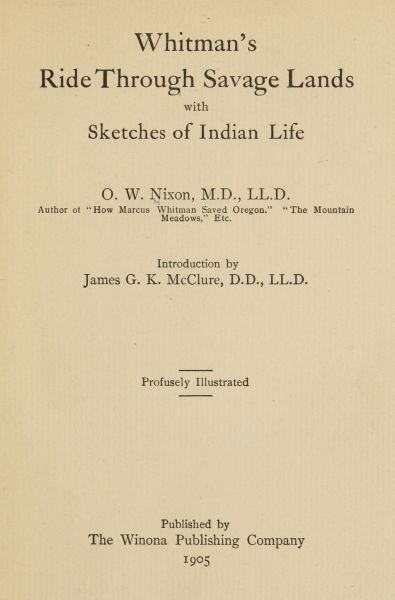 Whitman's
Ride Through Savage Lands
with
Sketches of Indian Life
O. W. Nixon, M.D., LL.D.
Author of "How Marcus Whitman Saved Oregon." "The Mountain
Meadows," Etc.
Introduction by
James G. K. McClure, D.D., LL.D.
Profusely Illustrated
Published by
The Winona Publishing Company
1905